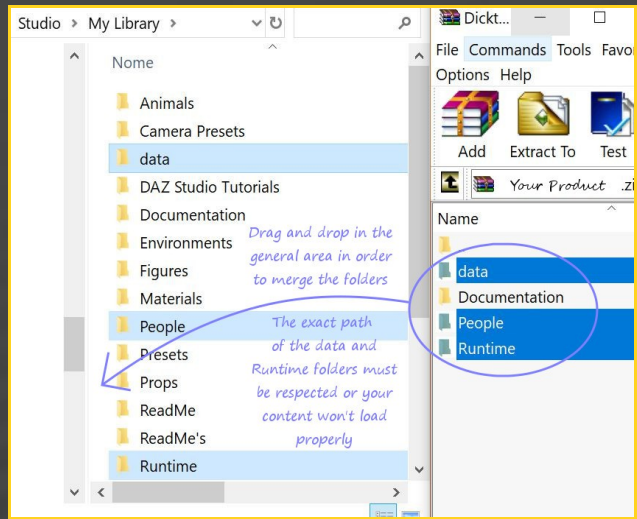 Studio > My Library >
Nome
Animals
Camera Presets
data
DAZ Studio Tutorials
Documentation
Environments
Figures
Materials
People
Presets
Props
ReadMe
ReadMe's
Runtime
Drag and drop in the
general area in order
to merge the folders
The exact path
of the data and
Runtime folders must
be respected or your
content won't load
properly
Dickt...
File Commands Tools Favo
Options Help
Add Extract To Test
Your Product .zi
Name
data
Documentation
People
Runtime